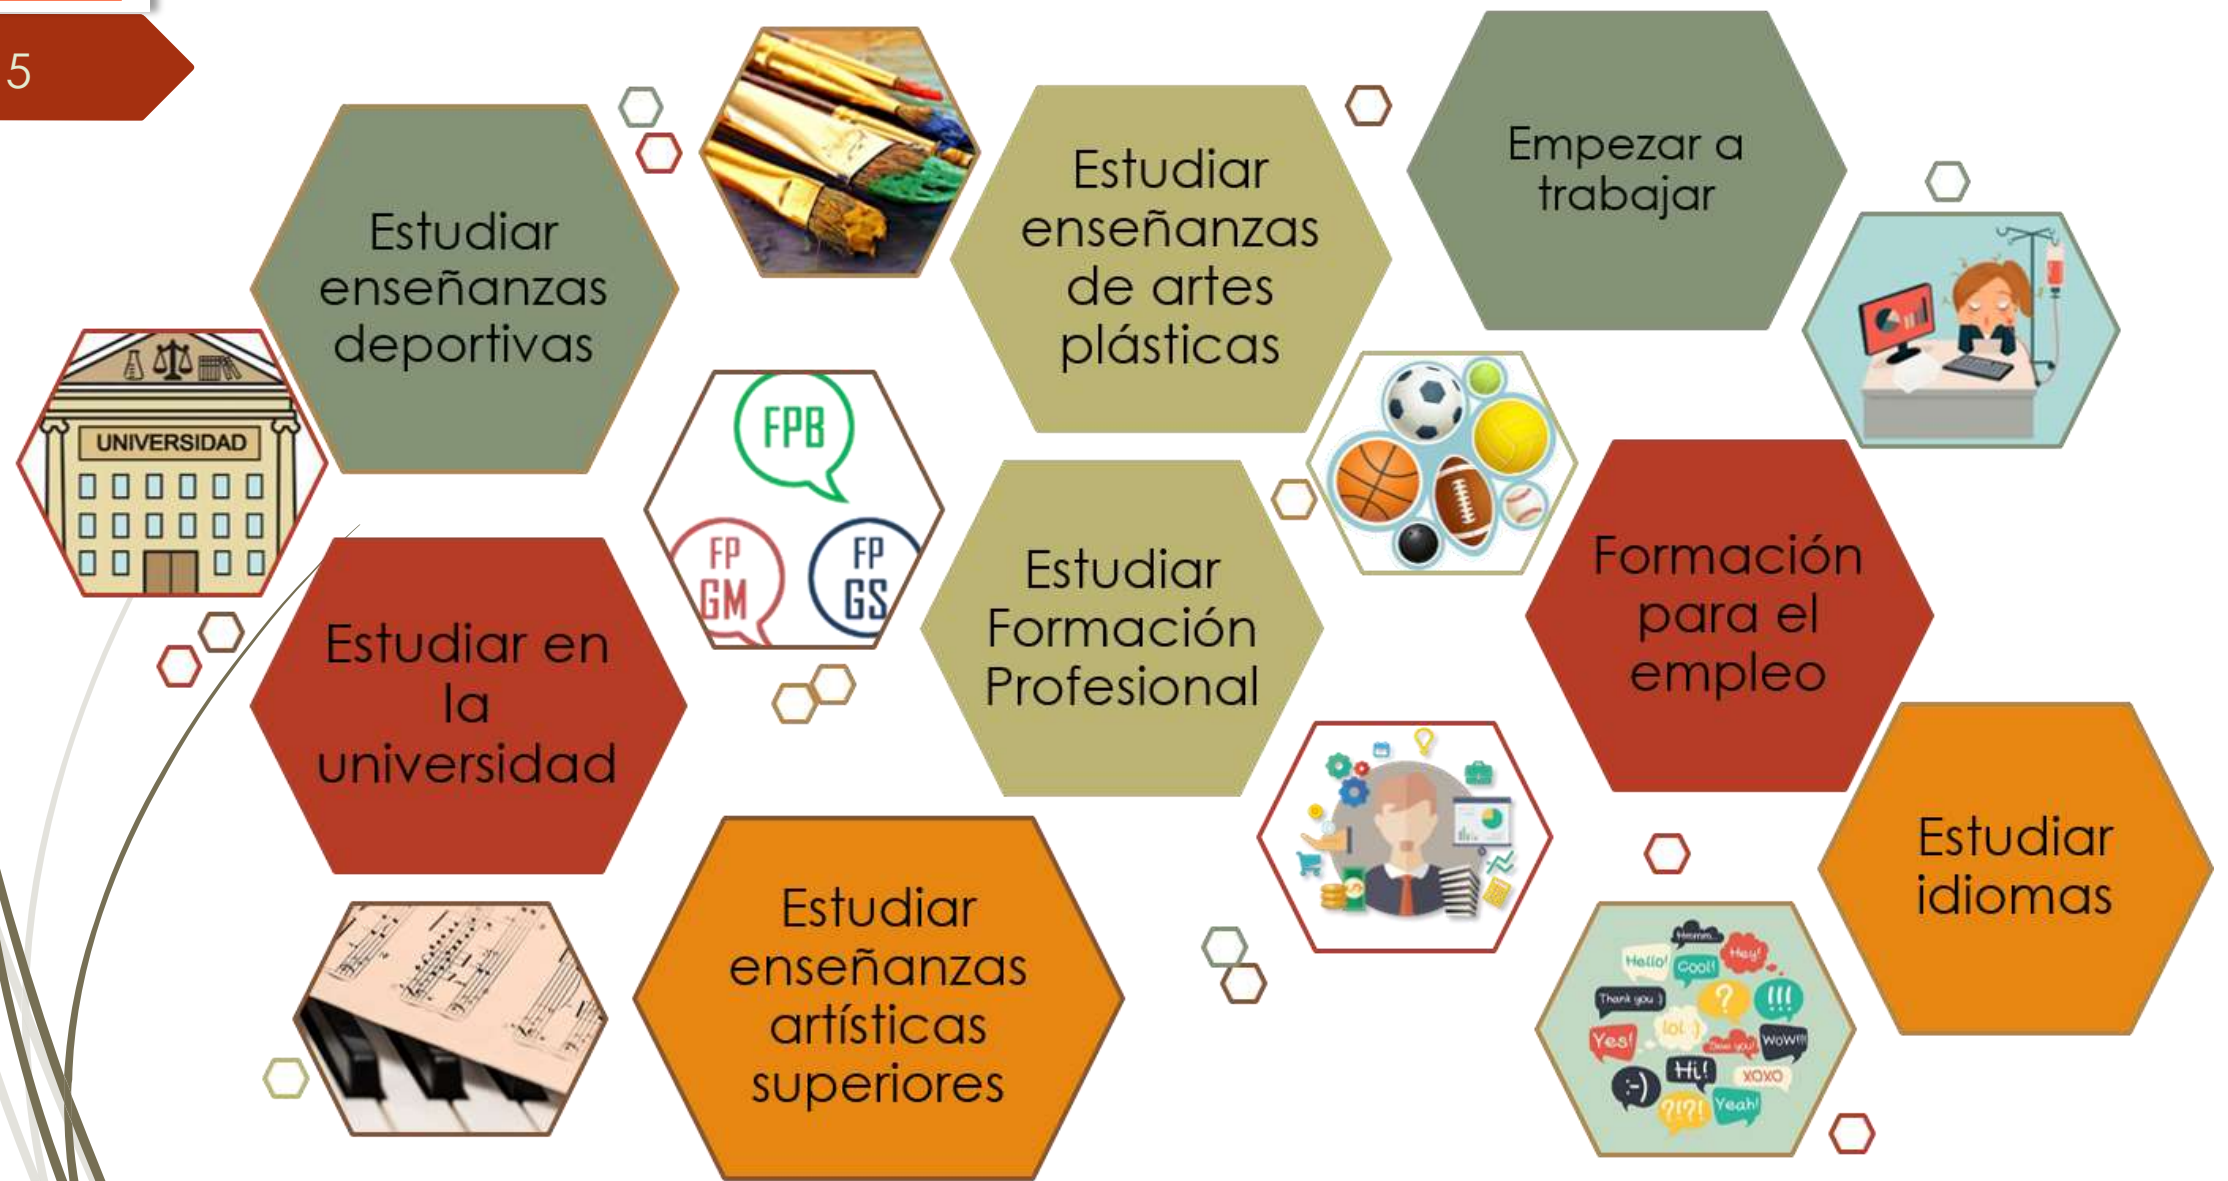 5
Estudiar
enseñanzas
deportivas
Estudiar
enseñanzas
de artes
plásticas
Empezar a
trabajar
UNIVERSIDAD
FPB
FP
GM
FP
GS
Estudiar en
la
universidad
Estudiar
Formación
Profesional
Formación
para el
empleo
Estudiar
enseñanzas
artísticas
superiores
Estudiar
idiomas
Hmmm...
Hello!
Cool!
Hey!
Thank you :)
?
!!!
Yes!
lol :)
WOW!!!
:-)
Hi!
XOXO
?!?!
Yeah!